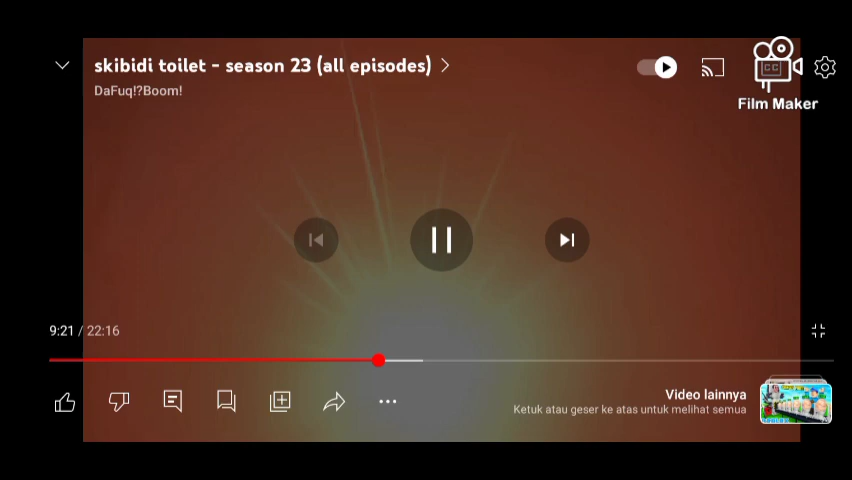 skibidi toilet - season 23 (all episodes)
DaFuq!?Boom!
CC
Film Maker
9:21 / 22:16
Video lainnya
Ketuk atau geser ke atas untuk melihat semua